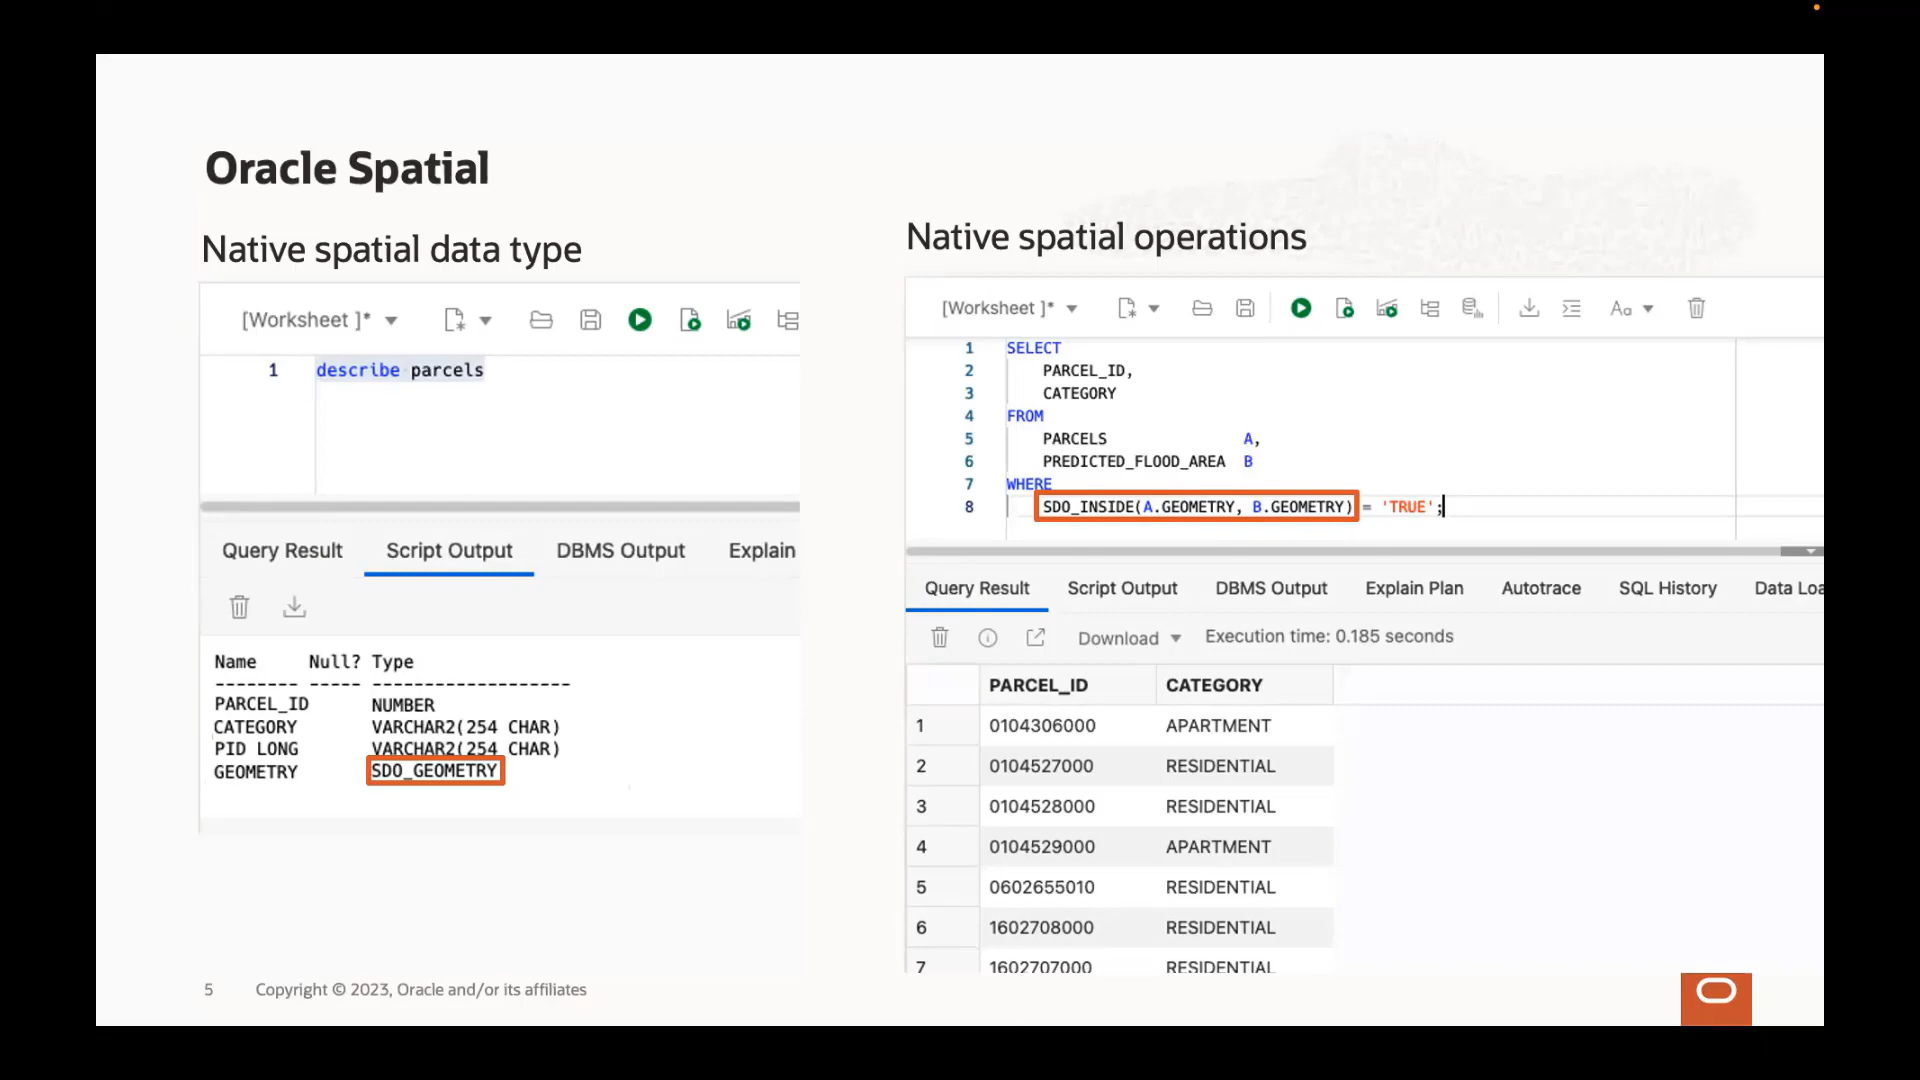 Oracle Spatial
Native spatial data type
[Worksheet ]*
1 describe parcels
Query Result Script Output DBMS Output Explain
Name Null? Type
-------- ----- -------------------
PARCEL_ID NUMBER
CATEGORY VARCHAR2(254 CHAR)
PID LONG VARCHAR2(254 CHAR)
GEOMETRY SDO_GEOMETRY
Native spatial operations
[Worksheet ]* Aa
1 SELECT
2 PARCEL_ID,
3 CATEGORY
4 FROM
5 PARCELS A,
6 PREDICTED_FLOOD_AREA B
7 WHERE
8 SDO_INSIDE(A.GEOMETRY, B.GEOMETRY) = 'TRUE';
Query Result Script Output DBMS Output Explain Plan Autotrace SQL History Data Loa
Download Execution time: 0.185 seconds
PARCEL_ID CATEGORY
1 0104306000 APARTMENT
2 0104527000 RESIDENTIAL
3 0104528000 RESIDENTIAL
4 0104529000 APARTMENT
5 0602655010 RESIDENTIAL
6 1602708000 RESIDENTIAL
7 1602707000 RESIDENTIAL
5 Copyright © 2023, Oracle and/or its affiliates